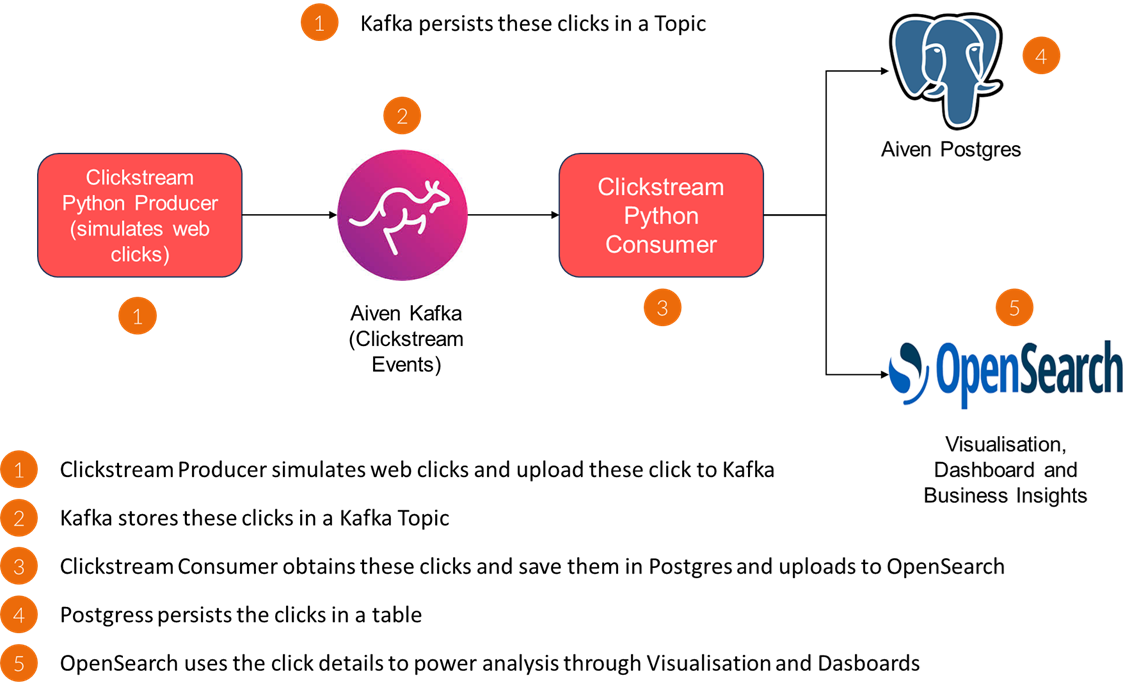 1 Kafka persists these clicks in a Topic
4
2
Aiven Postgres
Clickstream
Python Producer
(simulates web
clicks)
Clickstream
Python
Consumer
1
Aiven Kafka
(Clickstream
Events)
3
5
OpenSearch
Visualisation,
Dashboard and
Business Insights
1 Clickstream Producer simulates web clicks and upload these click to Kafka
2 Kafka stores these clicks in a Kafka Topic
3 Clickstream Consumer obtains these clicks and save them in Postgres and uploads to OpenSearch
4 Postgress persists the clicks in a table
5 OpenSearch uses the click details to power analysis through Visualisation and Dasboards